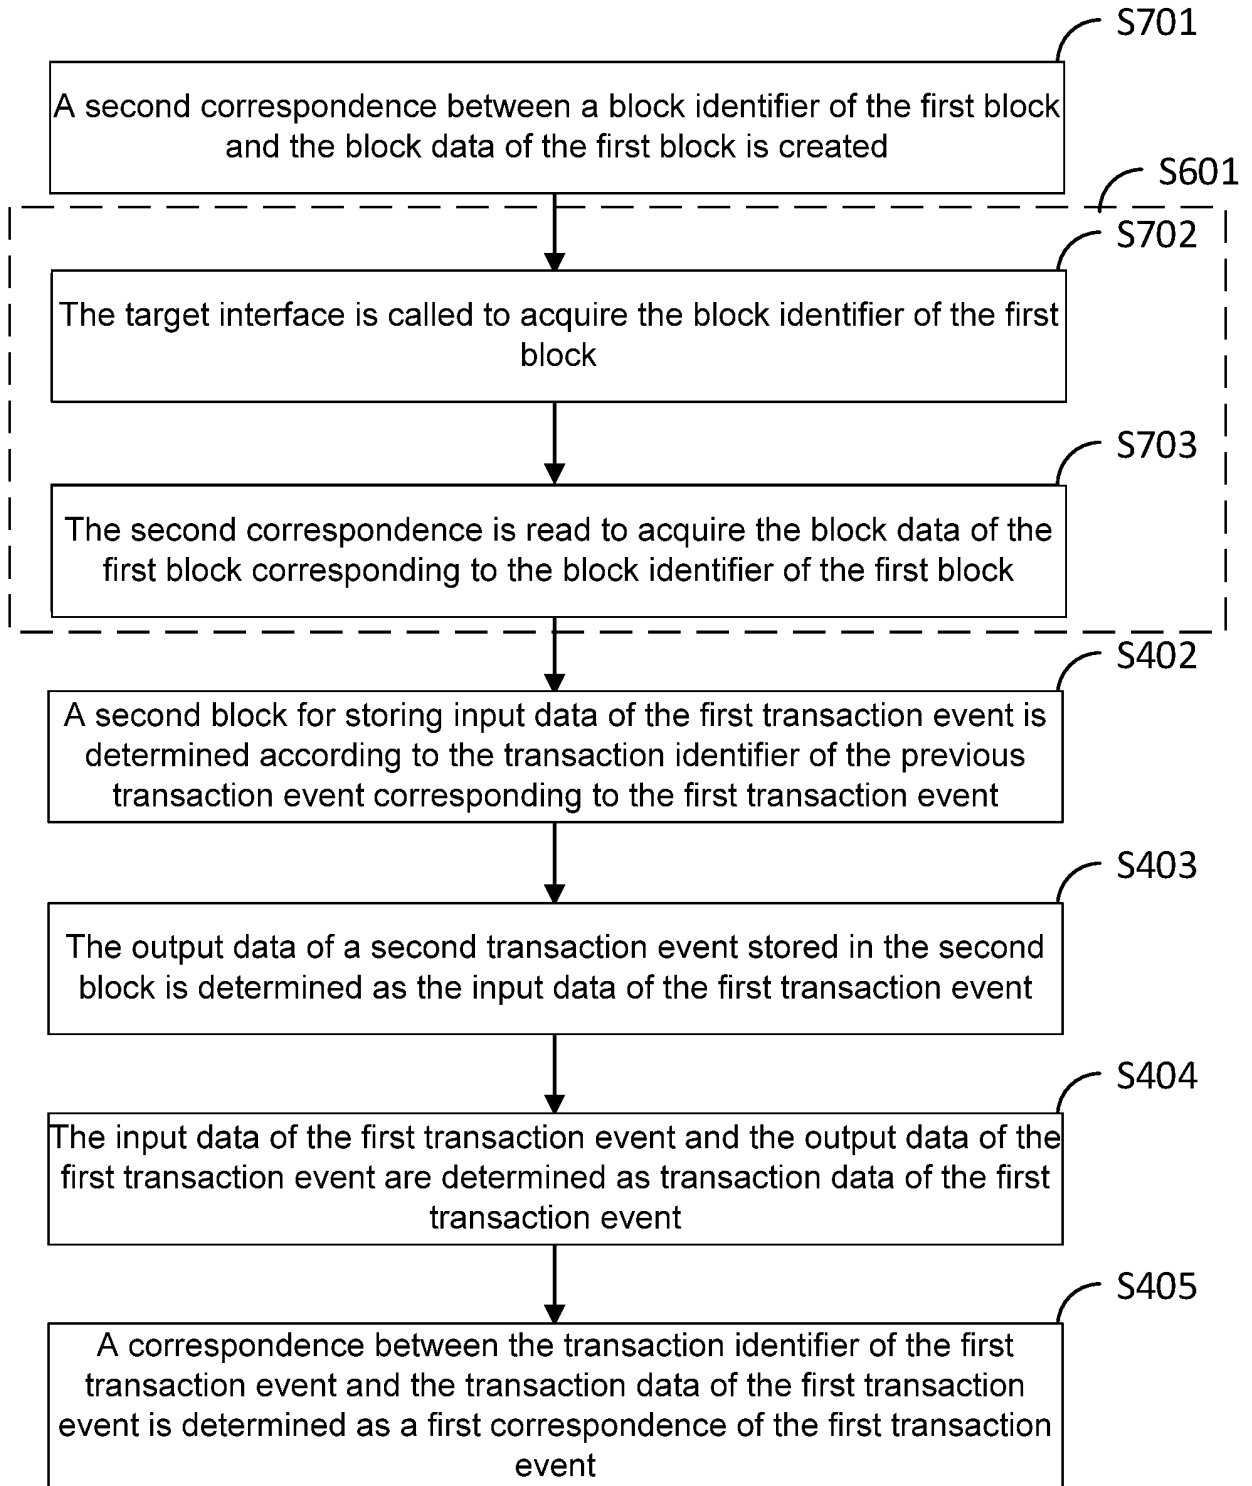 S701
A second correspondence between a block identifier of the first block
and the block data of the first block is created
S601
S702
The target interface is called to acquire the block identifier of the first
block
S703
The second correspondence is read to acquire the block data of the
first block corresponding to the block identifier of the first block
S402
A second block for storing input data of the first transaction event is
determined according to the transaction identifier of the previous
transaction event corresponding to the first transaction event
S403
The output data of a second transaction event stored in the second
block is determined as the input data of the first transaction event
S404
The input data of the first transaction event and the output data of the
first transaction event are determined as transaction data of the first
transaction event
S405
A correspondence between the transaction identifier of the first
transaction event and the transaction data of the first transaction
event is determined as a first correspondence of the first transaction
event